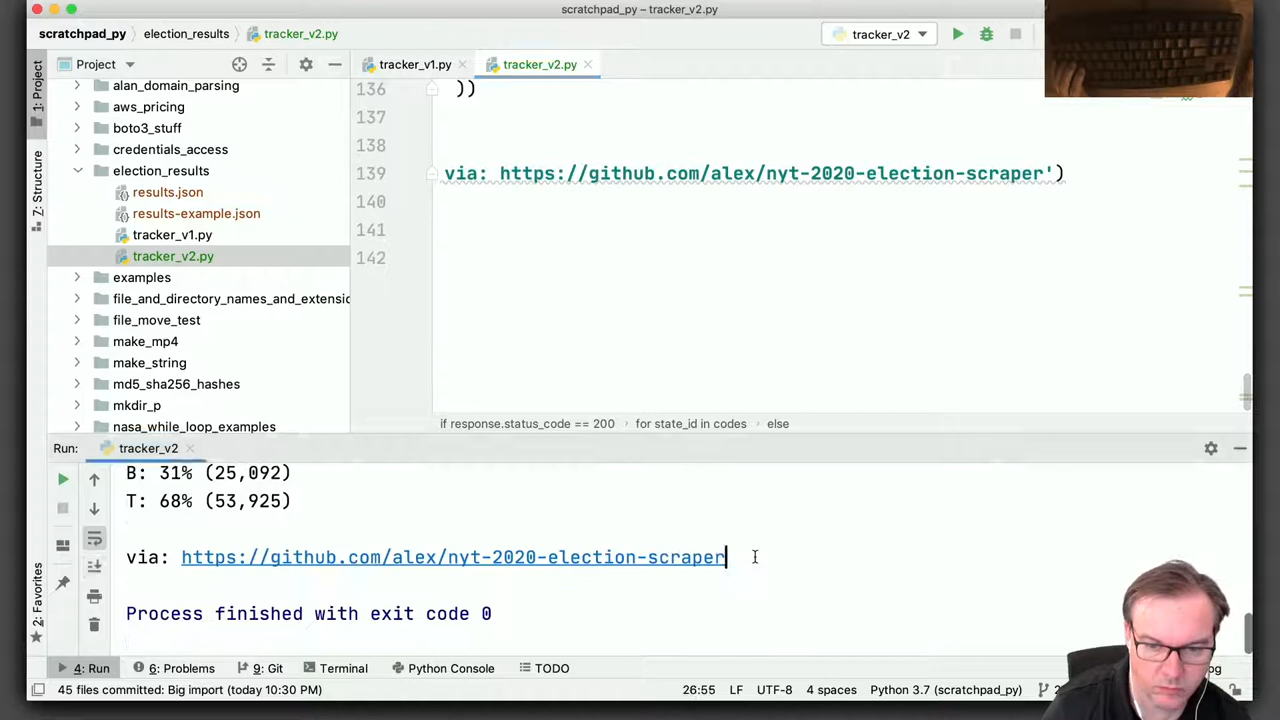 scratchpad_py – tracker_v2.py
scratchpad_py election_results tracker_v2.py
tracker_v2
1: Project
Project
tracker_v1.py
tracker_v2.py
alan_domain_parsing
aws_pricing
boto3_stuff
credentials_access
election_results
results.json
results-example.json
tracker_v1.py
tracker_v2.py
examples
file_and_directory_names_and_extensic
file_move_test
make_mp4
make_string
md5_sha256_hashes
mkdir_p
nasa_while_loop_examples
Z: Structure
2: Favorites
136 ))
137
138
139 via: https://github.com/alex/nyt-2020-election-scraper')
140
141
142
if response.status_code == 200 for state_id in codes else
Run: tracker_v2
B: 31% (25,092)
T: 68% (53,925)
via: https://github.com/alex/nyt-2020-election-scraper
Process finished with exit code 0
4: Run 6: Problems 9: Git Terminal Python Console TODO
45 files committed: Big import (today 10:30 PM) 26:55 LF UTF-8 4 spaces Python 3.7 (scratchpad_py)